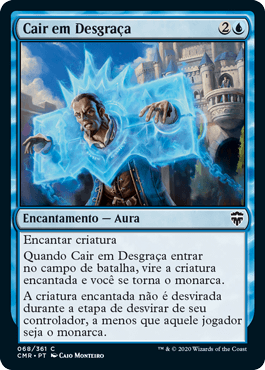 Cair em Desgraça 2
Encantamento — Aura
Encantar criatura
Quando Cair em Desgraça entrar
no campo de batalha, vire a criatura
encantada e você se torna o monarca.
A criatura encantada não é desvirada
durante a etapa de desvirar de seu
controlador, a menos que aquele jogador
seja o monarca.
068/361 C
CMR • PT Caio Monteiro ™ & © 2020 Wizards of the Coast